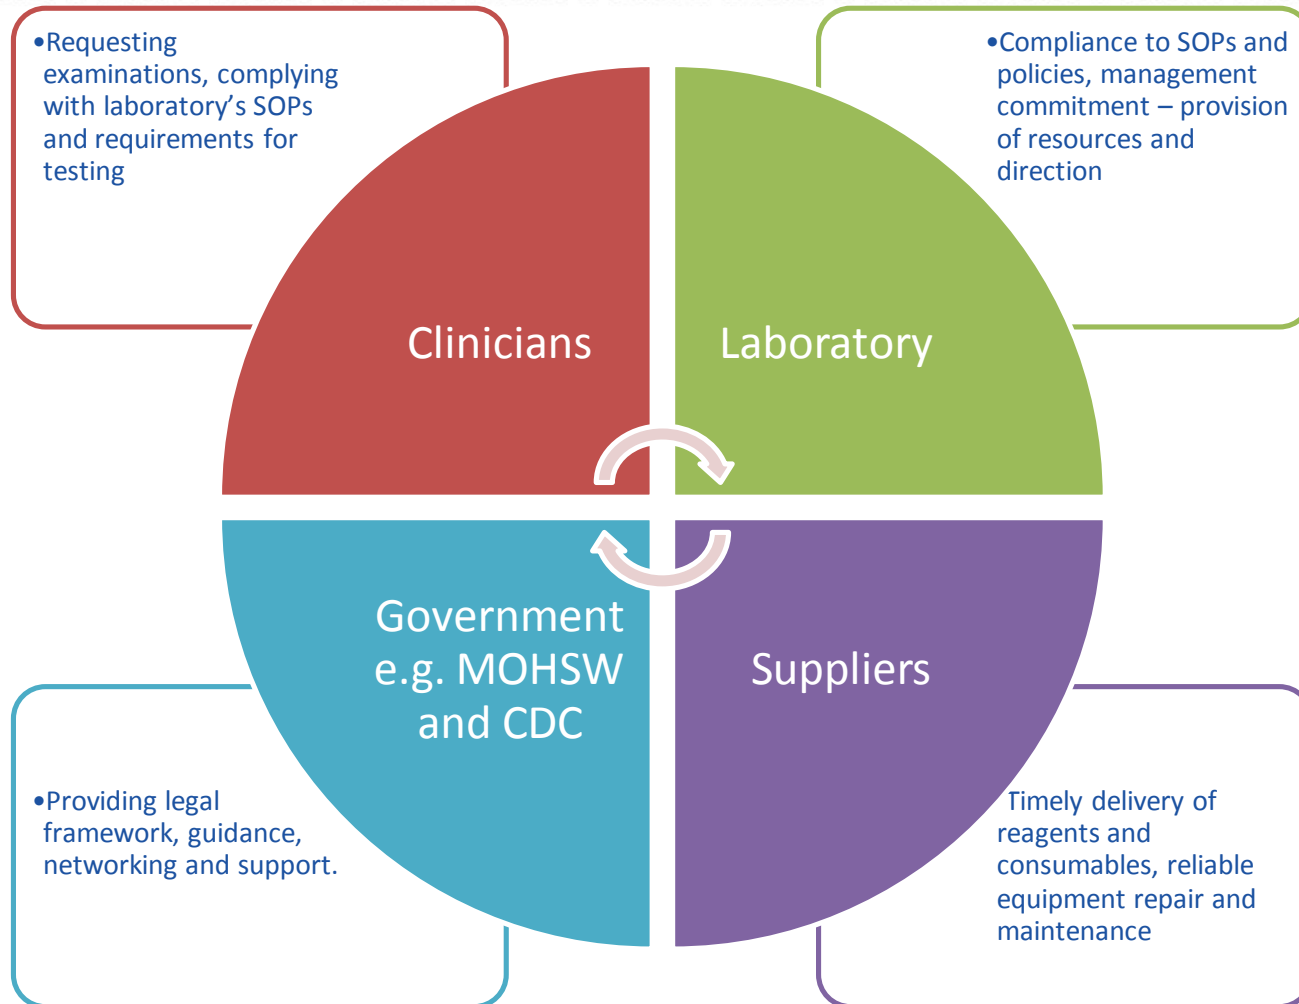 •Requesting
examinations, complying
with laboratory’s SOPs
and requirements for
testing
•Compliance to SOPs and
policies, management
commitment – provision
of resources and
direction
Clinicians
Laboratory
Government
e.g. MOHSW
and CDC
Suppliers
•Providing legal
framework, guidance,
networking and support.
Timely delivery of
reagents and
consumables, reliable
equipment repair and
maintenance